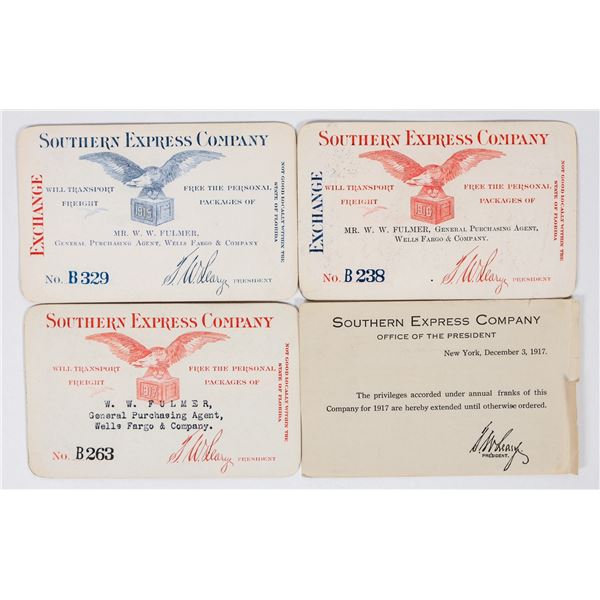 SOUTHERN EXPRESS COMPANY
EXCHANGE
WILL TRANSPORT FREE THE PERSONAL
FREIGHT PACKAGES OF
1915
MR. W. W. FULMER,
GENERAL PURCHASING AGENT, WELLS FARGO & COMPANY
No. B 329 PRESIDENT
NOT GOOD LOCALLY WITHIN THE
STATE OF FLORIDA
SOUTHERN EXPRESS COMPANY
EXCHANGE
WILL TRANSPORT FREE THE PERSONAL
FREIGHT PACKAGES OF
1916
MR. W. W. FULMER, GENERAL PURCHASING AGENT,
WELLS FARGO & COMPANY.
No. B 238 PRESIDENT
NOT GOOD LOCALLY WITHIN THE
STATE OF FLORIDA
SOUTHERN EXPRESS COMPANY
WILL TRANSPORT FREE THE PERSONAL
FREIGHT PACKAGES OF
1917
W. W. FULMER,
General Purchasing Agent,
Wells Fargo & Company.
No. B 263 PRESIDENT
NOT GOOD LOCALLY WITHIN THE
STATE OF FLORIDA
SOUTHERN EXPRESS COMPANY
OFFICE OF THE PRESIDENT
New York, December 3, 1917.
The privileges accorded under annual franks of this
Company for 1917 are hereby extended until otherwise ordered.
PRESIDENT.